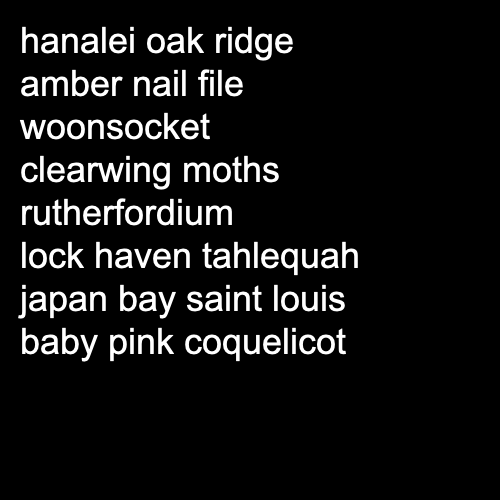 hanalei oak ridge
amber nail file
woonsocket
clearwing moths
rutherfordium
lock haven tahlequah
japan bay saint louis
baby pink coquelicot